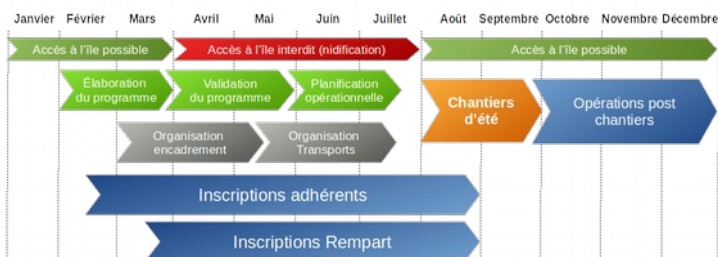 Janvier Février Mars Avril Mai Juin Juillet Août Septembre Octobre Novembre Décembre
Accès à l'île possible
Accès à l'île interdit (nidification)
Accès à l'île possible
Élaboration
du programme
Validation
du programme
Planification
opérationnelle
Chantiers
d'été
Opérations post
chantiers
Organisation
encadrement
Organisation
Transports
Inscriptions adhérents
Inscriptions Rempart